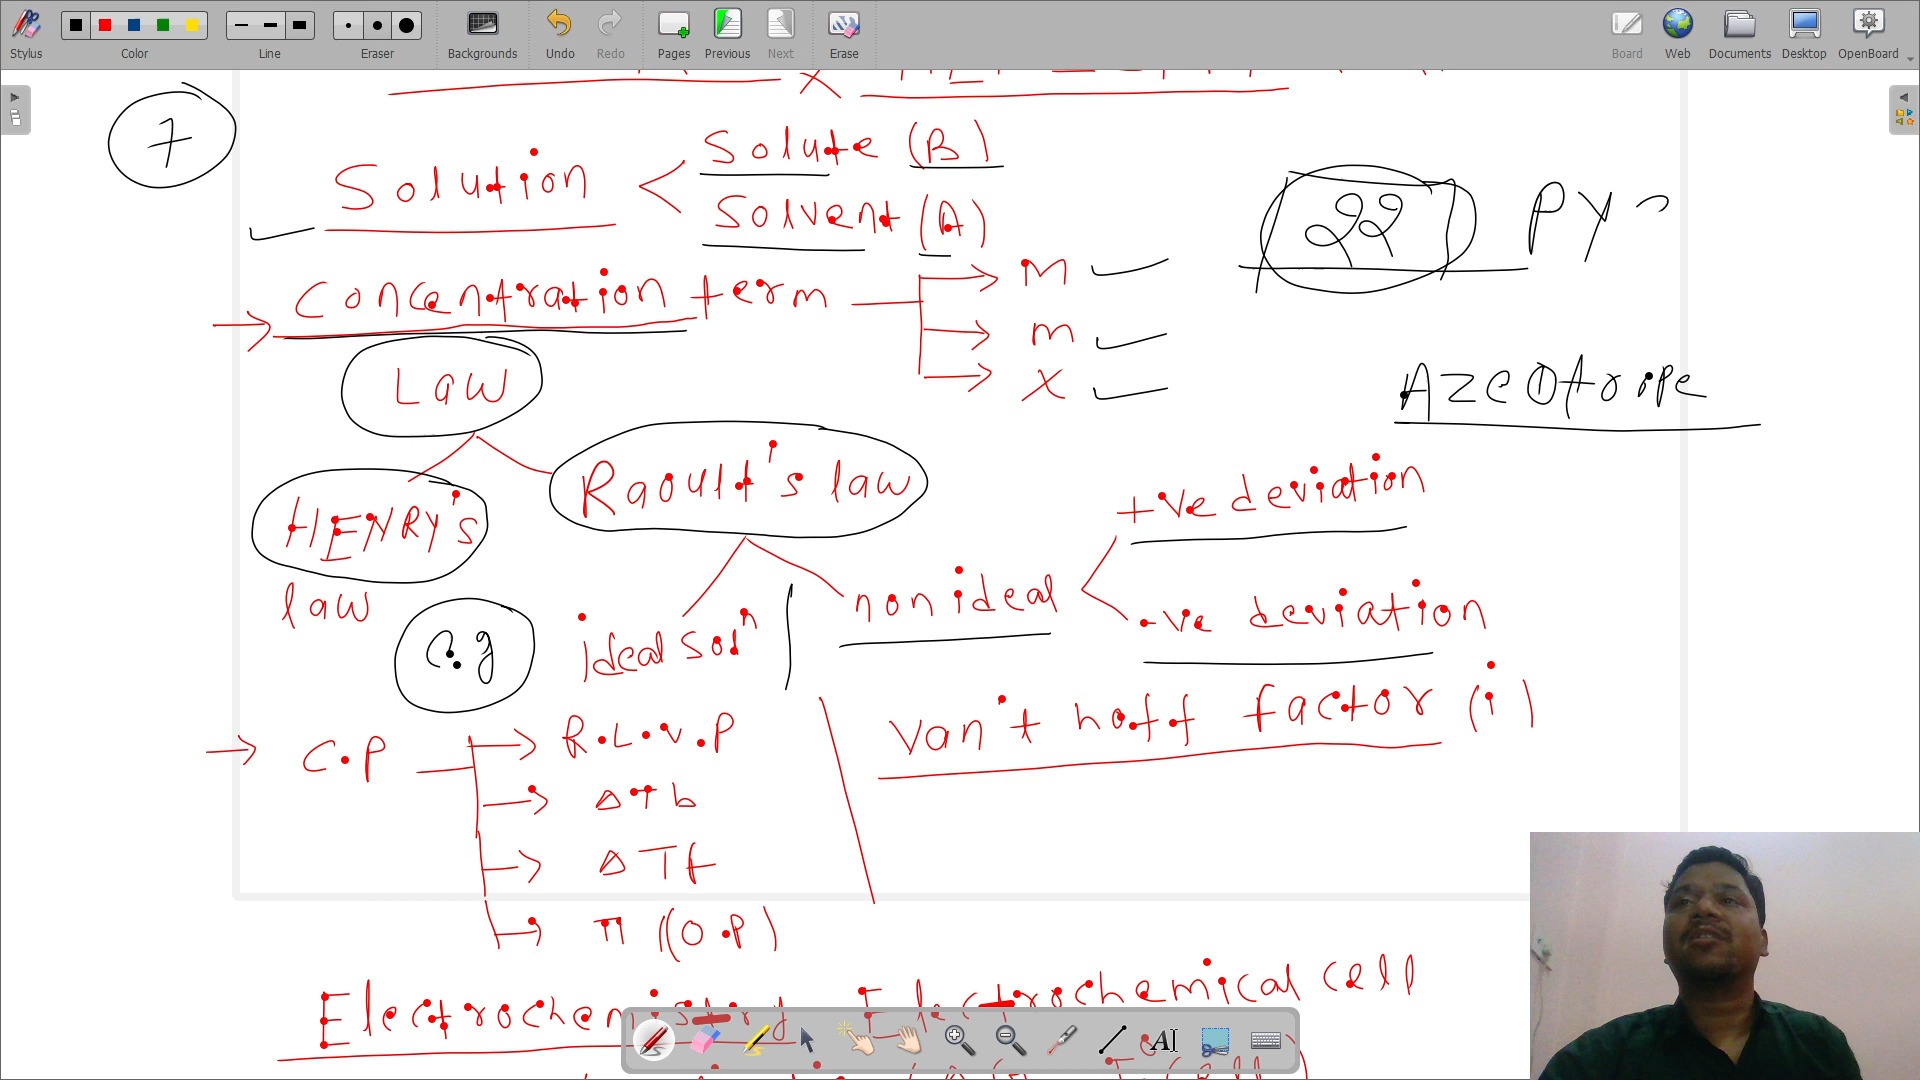 Stylus Color Line Eraser Backgrounds Undo Redo Pages Previous Next Erase Board Web Documents Desktop OpenBoard
7
Solution < Solute (B)
Solvent (A)
22 PY
→ Concentration term → M
→ m
→ X
Azeotrope
Law
HENRY's law
Raoult's law
+ve deviation
-ve deviation
e.g
ideal solⁿ
non ideal
→ C.P → R.L.V.P
→ ΔTb
→ ΔTf
→ π (O.P)
Van't hoff factor (i)
Electrochemistry Electrochemical cell